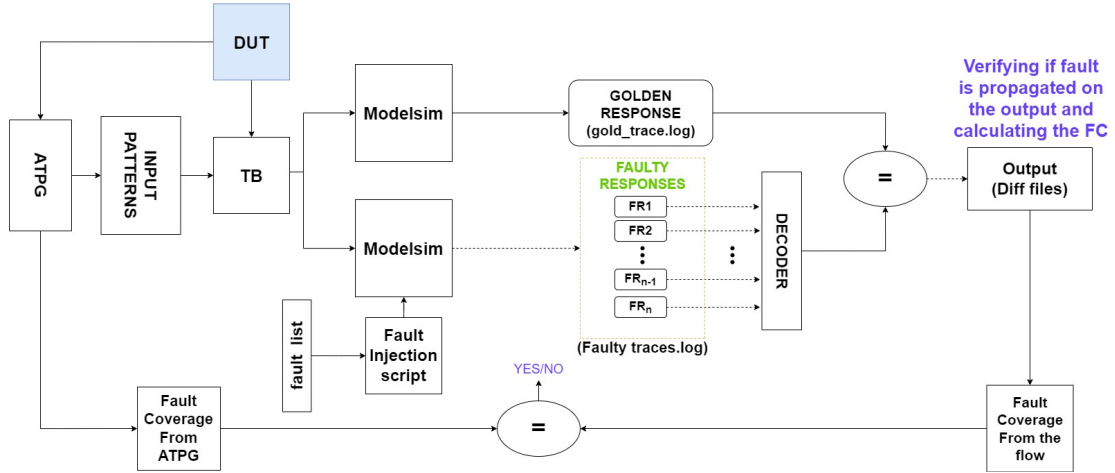 DUT
Modelsim
GOLDEN
RESPONSE
(gold_trace.log)
Verifying if fault
is propagated on
the output and
calculating the FC
ATPG
INPUT
PATTERNS
TB
=
Output
(Diff files)
FAULTY
RESPONSES
FR1
FR2
FRn-1
FRn
(Faulty traces.log)
DECODER
Modelsim
fault list
Fault
Injection
script
YES/NO
Fault
Coverage
From
ATPG
=
Fault
Coverage
From the
flow